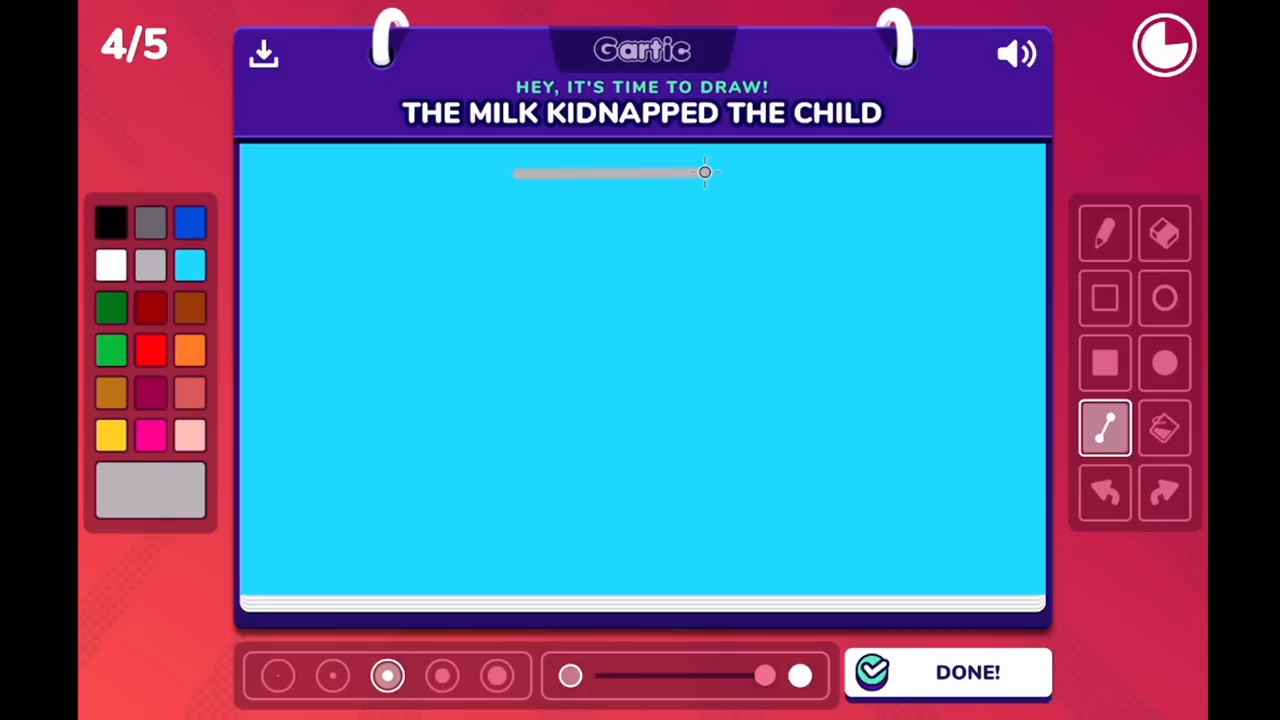 4/5
Gartic
HEY, IT'S TIME TO DRAW!
THE MILK KIDNAPPED THE CHILD
DONE!